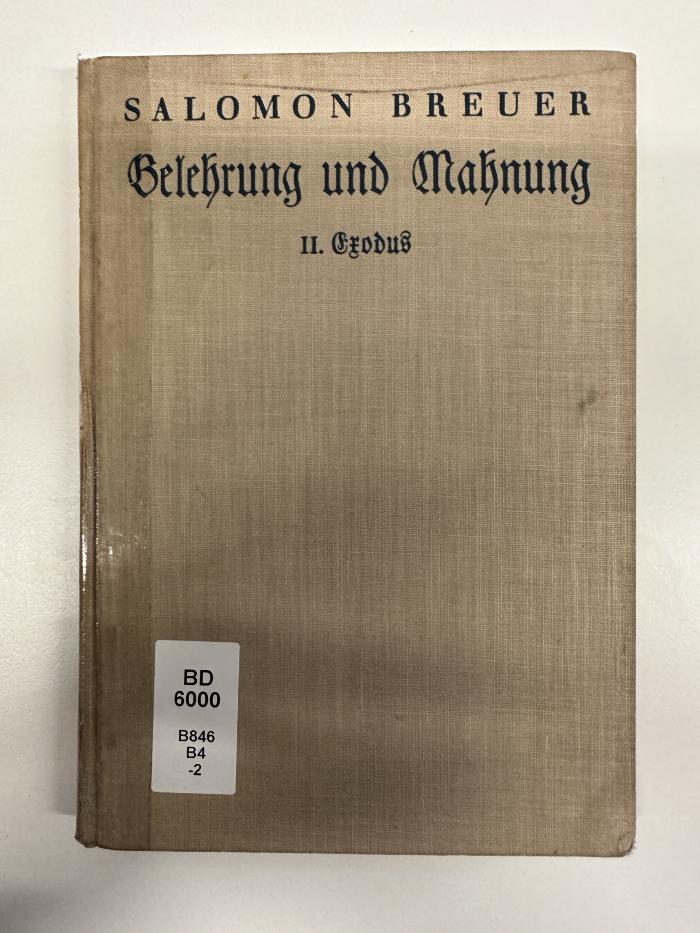 SALOMON BREUER
Belehrung und Mahnung
II. Exodus
BD
6000
B846
B4
-2